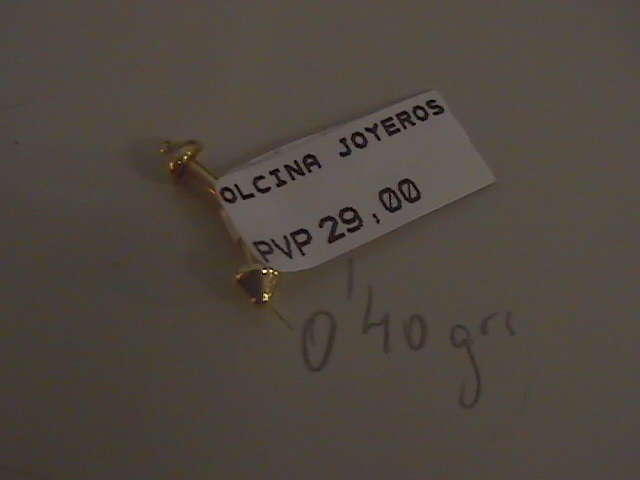 OLCINA JOYEROS
PVP 29,00
0'40 grs